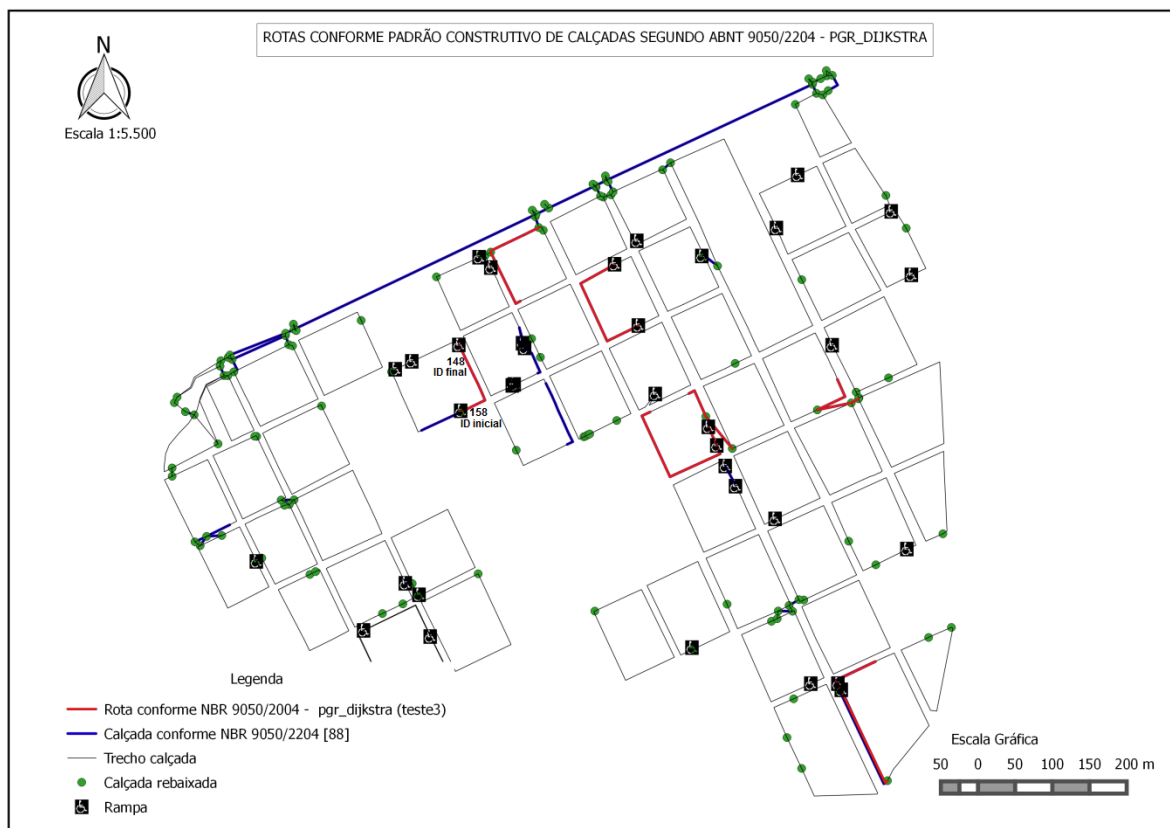 ROTAS CONFORME PADRÃO CONSTRUTIVO DE CALÇADAS SEGUNDO ABNT 9050/2204 - PGR_DIJKSTRA
N
Escala 1:5.500
148
ID final
158
ID inicial
Legenda
Rota conforme NBR 9050/2004 - pgr_dijkstra (teste3)
Calçada conforme NBR 9050/2204 [88]
Trecho calçada
Calçada rebaixada
Rampa
Escala Gráfica
50 0 50 100 150 200 m